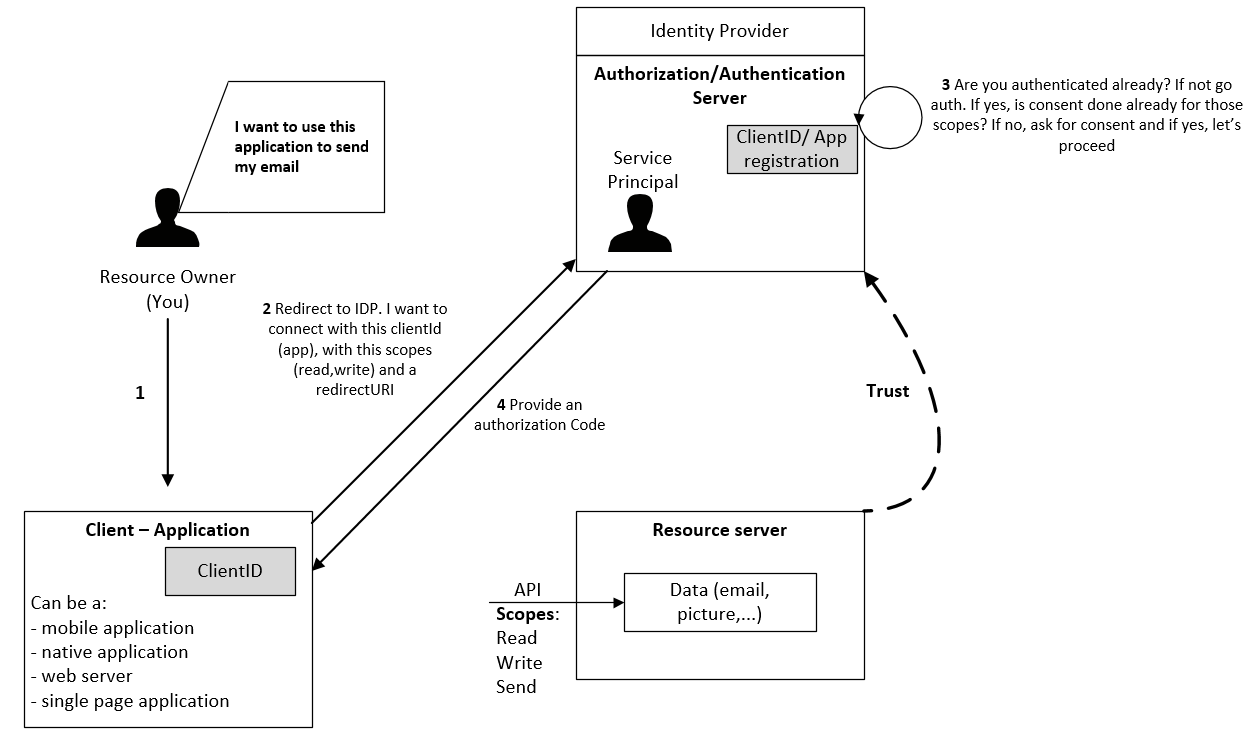 Identity Provider
Authorization/Authentication
Server
ClientID/ App
registration
Service
Principal
3 Are you authenticated already? If not go
auth. If yes, is consent done already for those
scopes? If no, ask for consent and if yes, let’s
proceed
I want to use this
application to send
my email
Resource Owner
(You)
1
2 Redirect to IDP. I want to
connect with this clientId
(app), with this scopes
(read,write) and a
redirectURI
4 Provide an
authorization Code
Trust
Client – Application
ClientID
Can be a:
- mobile application
- native application
- web server
- single page application
Resource server
API
Scopes:
Read
Write
Send
Data (email,
picture,...)